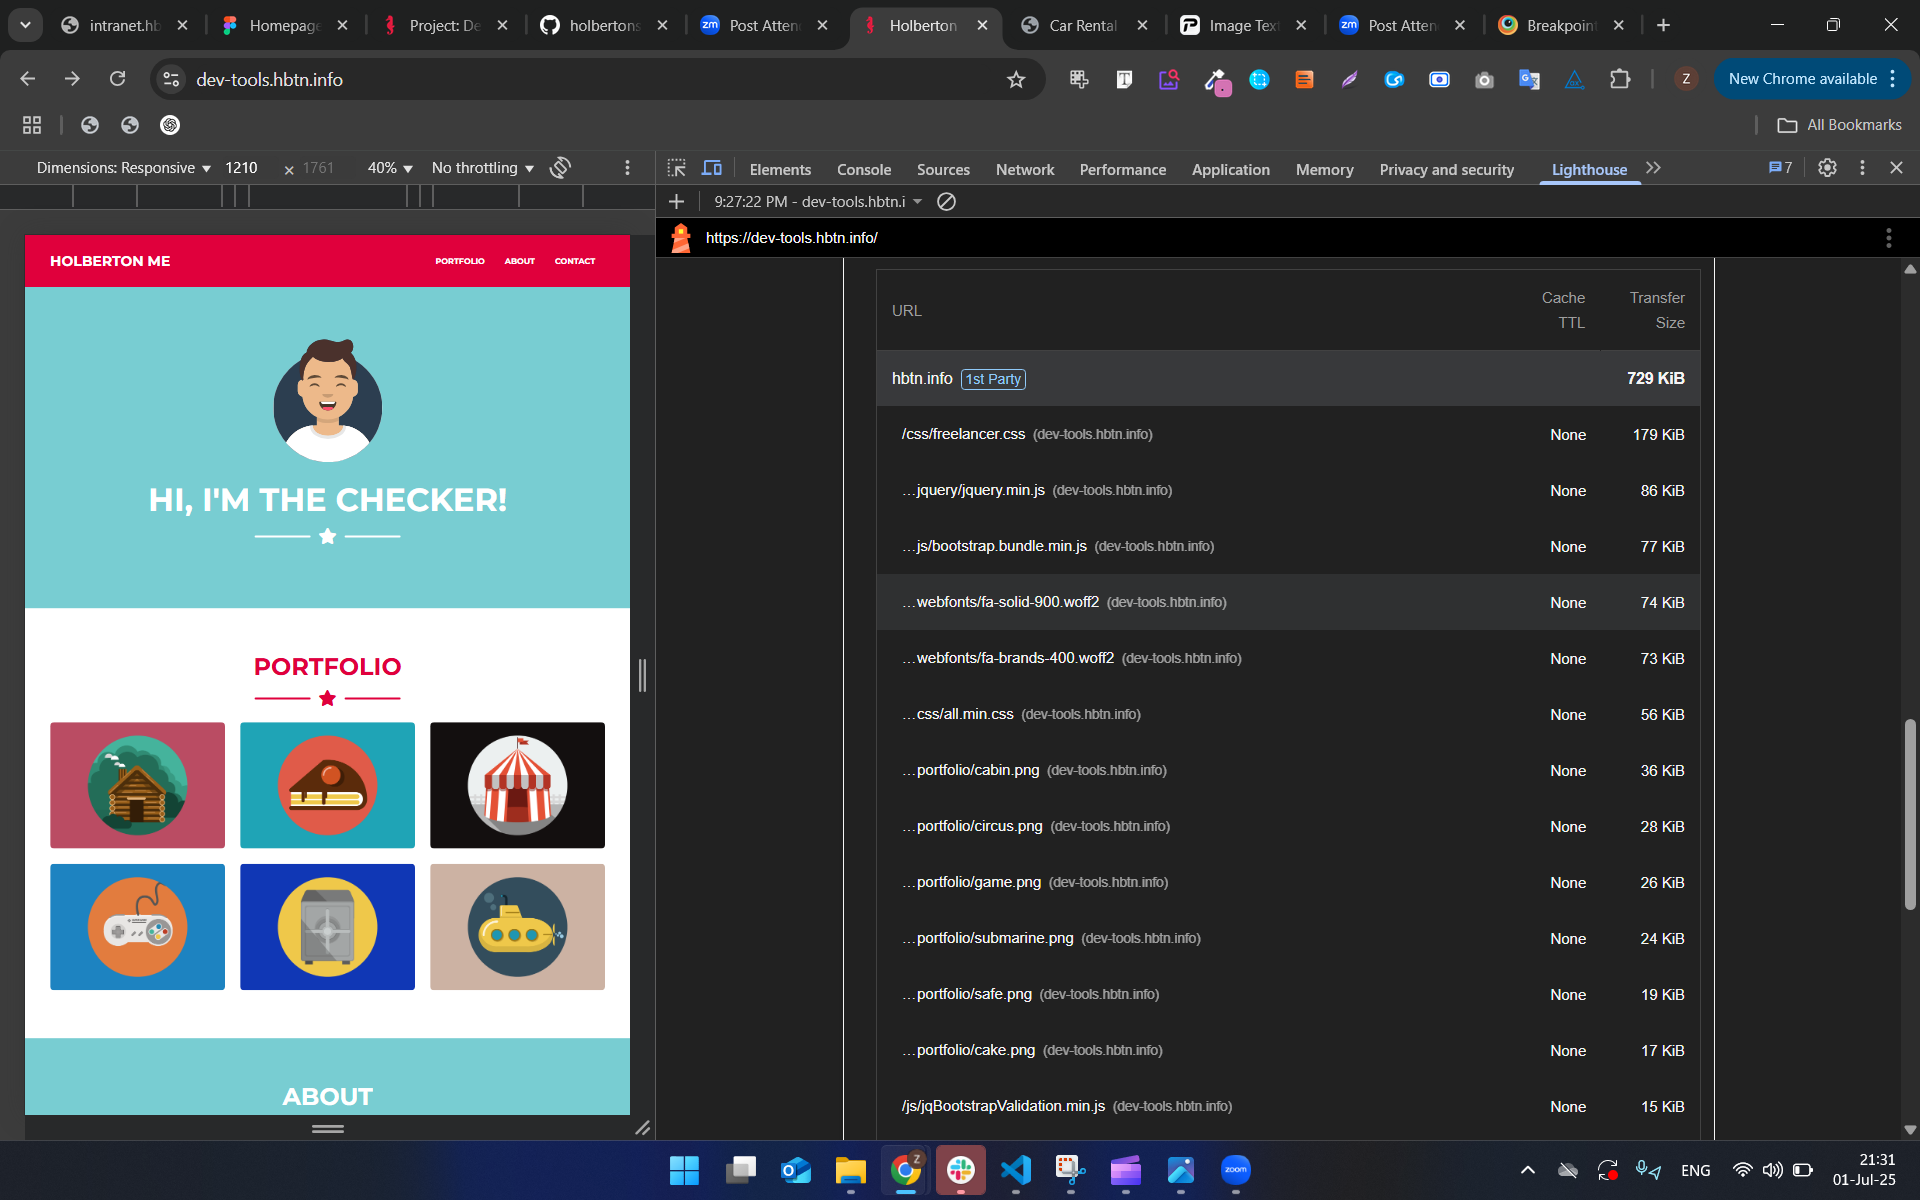 intranet.hb
Homepage
Project: De
holbertons
Post Atten
Holberton
Car Rental
Image Text
Post Atten
Breakpoint
dev-tools.hbtn.info
Z
New Chrome available
All Bookmarks
Dimensions: Responsive 1210 × 1761 40% No throttling
Elements Console Sources Network Performance Application Memory Privacy and security Lighthouse 7
9:27:22 PM - dev-tools.hbtn.i
https://dev-tools.hbtn.info/
HOLBERTON ME
PORTFOLIO ABOUT CONTACT
HI, I'M THE CHECKER!
PORTFOLIO
ABOUT
URL Cache TTL Transfer Size
hbtn.info 1st Party 729 KiB
/css/freelancer.css (dev-tools.hbtn.info) None 179 KiB
…jquery/jquery.min.js (dev-tools.hbtn.info) None 86 KiB
…js/bootstrap.bundle.min.js (dev-tools.hbtn.info) None 77 KiB
…webfonts/fa-solid-900.woff2 (dev-tools.hbtn.info) None 74 KiB
…webfonts/fa-brands-400.woff2 (dev-tools.hbtn.info) None 73 KiB
…css/all.min.css (dev-tools.hbtn.info) None 56 KiB
…portfolio/cabin.png (dev-tools.hbtn.info) None 36 KiB
…portfolio/circus.png (dev-tools.hbtn.info) None 28 KiB
…portfolio/game.png (dev-tools.hbtn.info) None 26 KiB
…portfolio/submarine.png (dev-tools.hbtn.info) None 24 KiB
…portfolio/safe.png (dev-tools.hbtn.info) None 19 KiB
…portfolio/cake.png (dev-tools.hbtn.info) None 17 KiB
/js/jqBootstrapValidation.min.js (dev-tools.hbtn.info) None 15 KiB
ENG
21:31
01-Jul-25